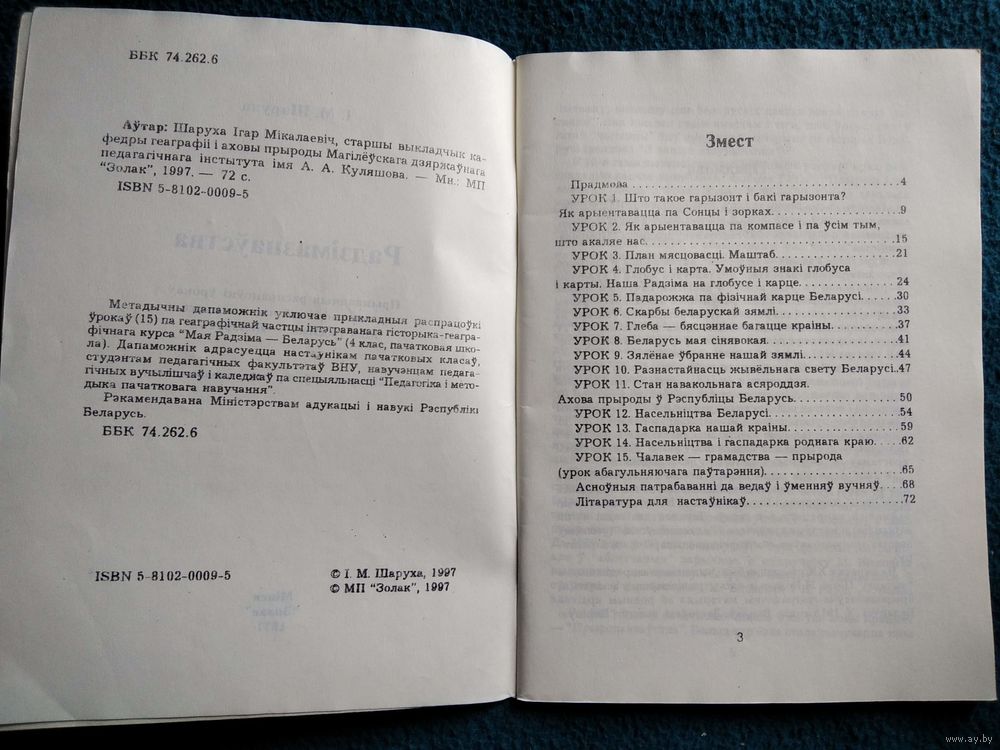 ББК 74.262.6
Аўтар: Шаруха Ігар Мікалаевіч, старшы выкладчык ка-
федры геаграфіі і аховы прыроды Магілёўскага дзяржаўнага
педагагічнага інстытута імя А. А. Куляшова. — Мн.: МП
“Золак”, 1997. — 72 с.
ISBN 5-8102-0009-5
Радзімазнаўства
Метадычны дапаможнік уключае прыкладныя распрацоўкі
ўрокаў (15) па геаграфічнай частцы інтэграванага гісторыка-геагра-
фічнага курса “Мая Радзіма — Беларусь” (4 клас, пачатковая шко-
ла). Дапаможнік адрасуецца настаўнікам пачатковых класаў,
студэнтам педагагічных факультэтаў ВНУ, навучэнцам педага-
гічных вучылішчаў і каледжаў па спецыяльнасці “Педагогіка і мето-
дыка пачатковага навучання”.
Рэкамендавана Міністэрствам адукацыі і навукі Рэспублікі
Беларусь.
ББК 74.262.6
ISBN 5-8102-0009-5
© І. М. Шаруха, 1997
© МП “Золак”, 1997
Змест
Прадмова . . . 4
УРОК 1. Што такое гарызонт і бакі гарызонта?
Як арыентавацца па Сонцы і зорках. . . . 9
УРОК 2. Як арыентавацца па компасе і па ўсім тым,
што акаляе нас. . . . 15
УРОК 3. План мясцовасці. Маштаб. . . . 21
УРОК 4. Глобус і карта. Умоўныя знакі глобуса
і карты. Наша Радзіма на глобусе і карце. . . . 24
УРОК 5. Падарожжа па фізічнай карце Беларусі. . . . 30
УРОК 6. Скарбы беларускай зямлі. . . . 33
УРОК 7. Глеба — бясцэннае багацце краіны. . . . 37
УРОК 8. Беларусь мая сінявокая. . . . 41
УРОК 9. Зялёнае ўбранне нашай зямлі. . . . 44
УРОК 10. Разнастайнасць жывёльнага свету Беларусі. . 47
УРОК 11. Стан навакольнага асяроддзя.
Ахова прыроды ў Рэспубліцы Беларусь. . . . 50
УРОК 12. Насельніцтва Беларусі. . . . 54
УРОК 13. Гаспадарка нашай краіны. . . . 59
УРОК 14. Насельніцтва і гаспадарка роднага краю. . . . 62
УРОК 15. Чалавек — грамадства — прырода
(урок абагульняючага паўтарэння). . . . 65
Асноўныя патрабаванні да ведаў і ўменняў вучняў. . . . 68
Літаратура для настаўнікаў. . . . 72
3
www.ay.by